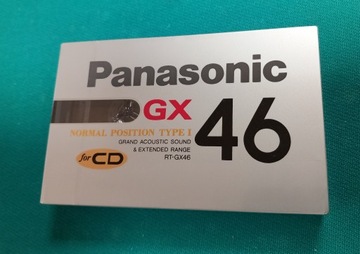 Panasonic
GX 46
NORMAL POSITION TYPE I
GRAND ACOUSTIC SOUND
& EXTENDED RANGE
RT-GX46
for CD